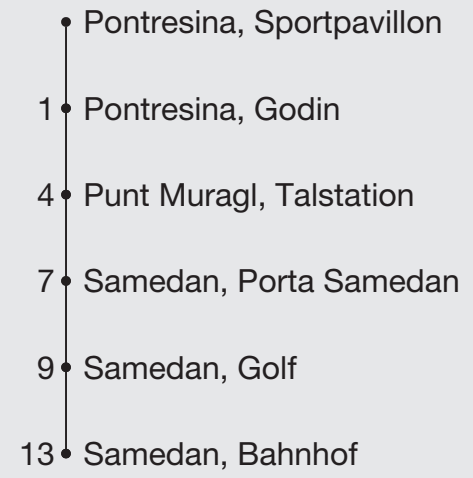 Pontresina, Sportpavillon
1 Pontresina, Godin
4 Punt Muragl, Talstation
7 Samedan, Porta Samedan
9 Samedan, Golf
13 Samedan, Bahnhof